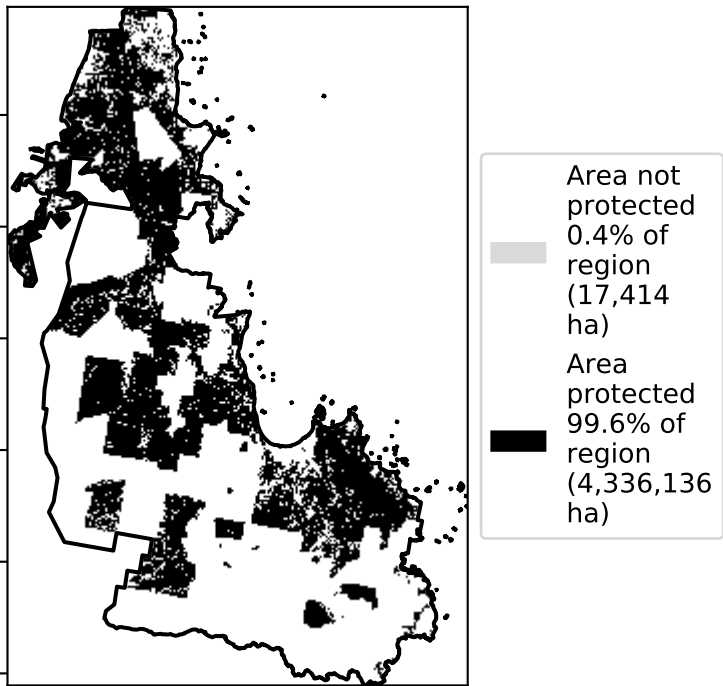 Area not
protected
0.4% of
region
(17,414
ha)
Area
protected
99.6% of
region
(4,336,136
ha)